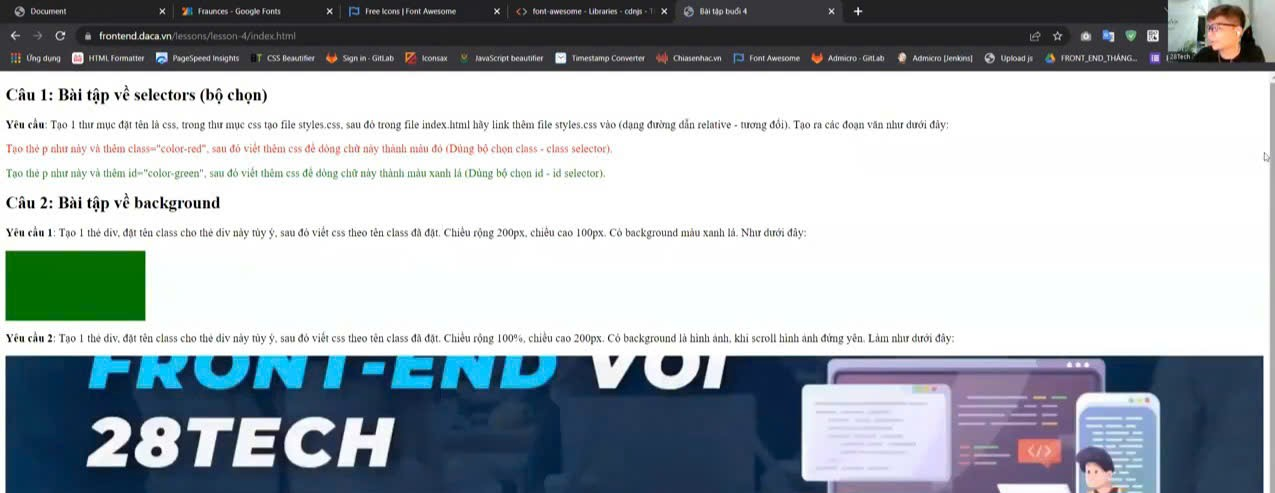 Document
Fraunces - Google Fonts
Free Icons | Font Awesome
font-awesome - Libraries - cdnjs - T
Bài tập buổi 4
frontend.daca.vn/lessons/lesson-4/index.html
Ứng dụng HTML Formatter PageSpeed Insights CSS Beautifier Sign in · GitLab Iconsax JavaScript beautifier Timestamp Converter Chiasenhac.vn Font Awesome Admicro · GitLab Admicro [Jenkins] Upload js FRONT_END_THÁNG...
28Tech
Câu 1: Bài tập về selectors (bộ chọn)
Yêu cầu: Tạo 1 thư mục đặt tên là css, trong thư mục css tạo file styles.css, sau đó trong file index.html hãy link thêm file styles.css vào (dạng đường dẫn relative - tương đối). Tạo ra các đoạn văn như dưới đây:
Tạo thẻ p như này và thêm class="color-red", sau đó viết thêm css để dòng chữ này thành màu đỏ (Dùng bộ chọn class - class selector).
Tạo thẻ p như này và thêm id="color-green", sau đó viết thêm css để dòng chữ này thành màu xanh lá (Dùng bộ chọn id - id selector).
Câu 2: Bài tập về background
Yêu cầu 1: Tạo 1 thẻ div, đặt tên class cho thẻ div này tùy ý, sau đó viết css theo tên class đã đặt. Chiều rộng 200px, chiều cao 100px. Có background màu xanh lá. Như dưới đây:
Yêu cầu 2: Tạo 1 thẻ div, đặt tên class cho thẻ div này tùy ý, sau đó viết css theo tên class đã đặt. Chiều rộng 100%, chiều cao 200px. Có background là hình ảnh, khi scroll hình ảnh đứng yên. Làm như dưới đây:
FRONT-END VỚI
28TECH